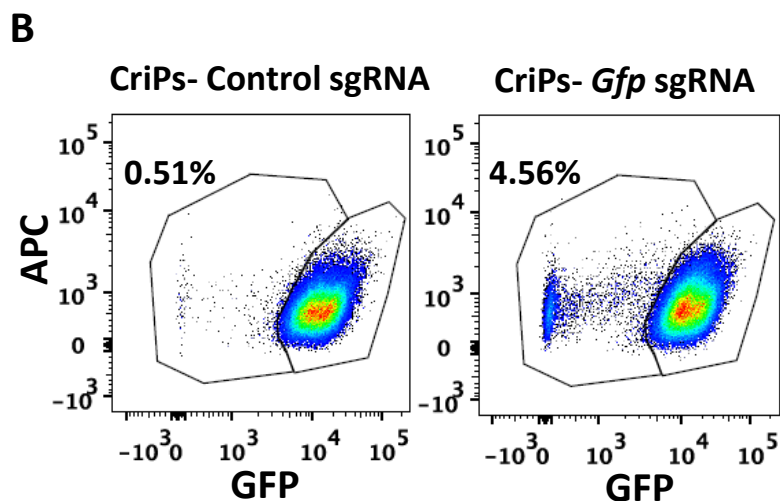 B
CriPs- Control sgRNA
CriPs- Gfp sgRNA
0.51%
4.56%
APC
10^5
10^4
10^3
0
-10^3
10^5
10^4
10^3
0
-10^3
-10^3 0 10^3 10^4 10^5
-10^3 0 10^3 10^4 10^5
GFP
GFP